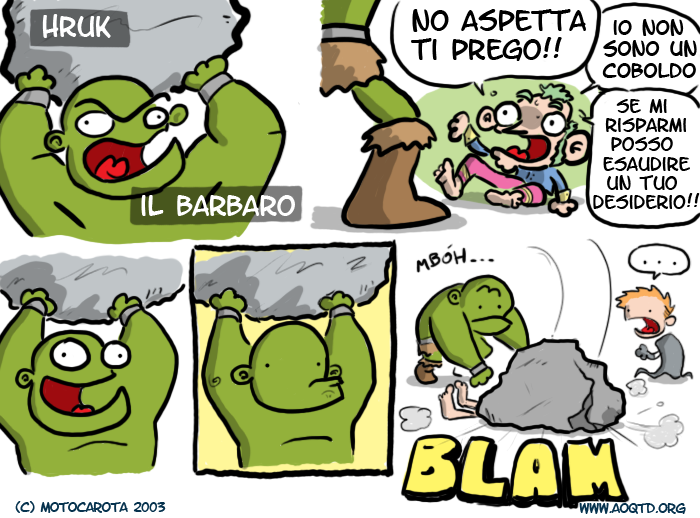 HRUK
IL BARBARO
NO ASPETTA
TI PREGO!!
IO NON
SONO UN
COBOLDO
SE MI
RISPARMI
POSSO
ESAUDIRE
UN TUO
DESIDERIO!!
MBÓH...
...
BLAM
(C) MOTOCAROTA 2003
WWW.AOQTD.ORG